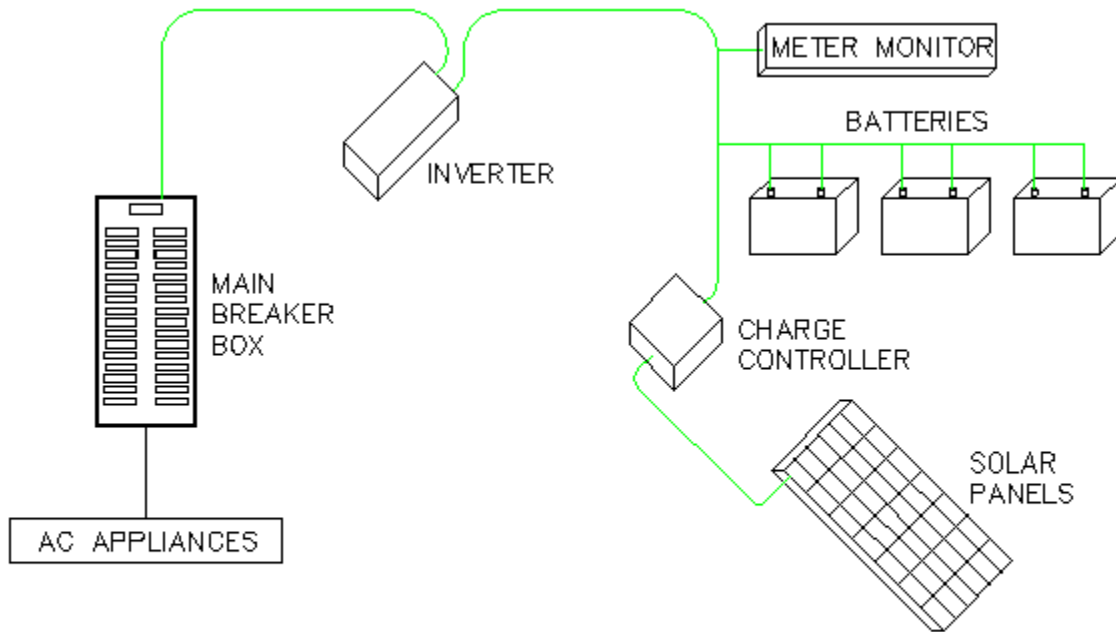 METER MONITOR
BATTERIES
INVERTER
MAIN
BREAKER
BOX
CHARGE
CONTROLLER
SOLAR
PANELS
AC APPLIANCES